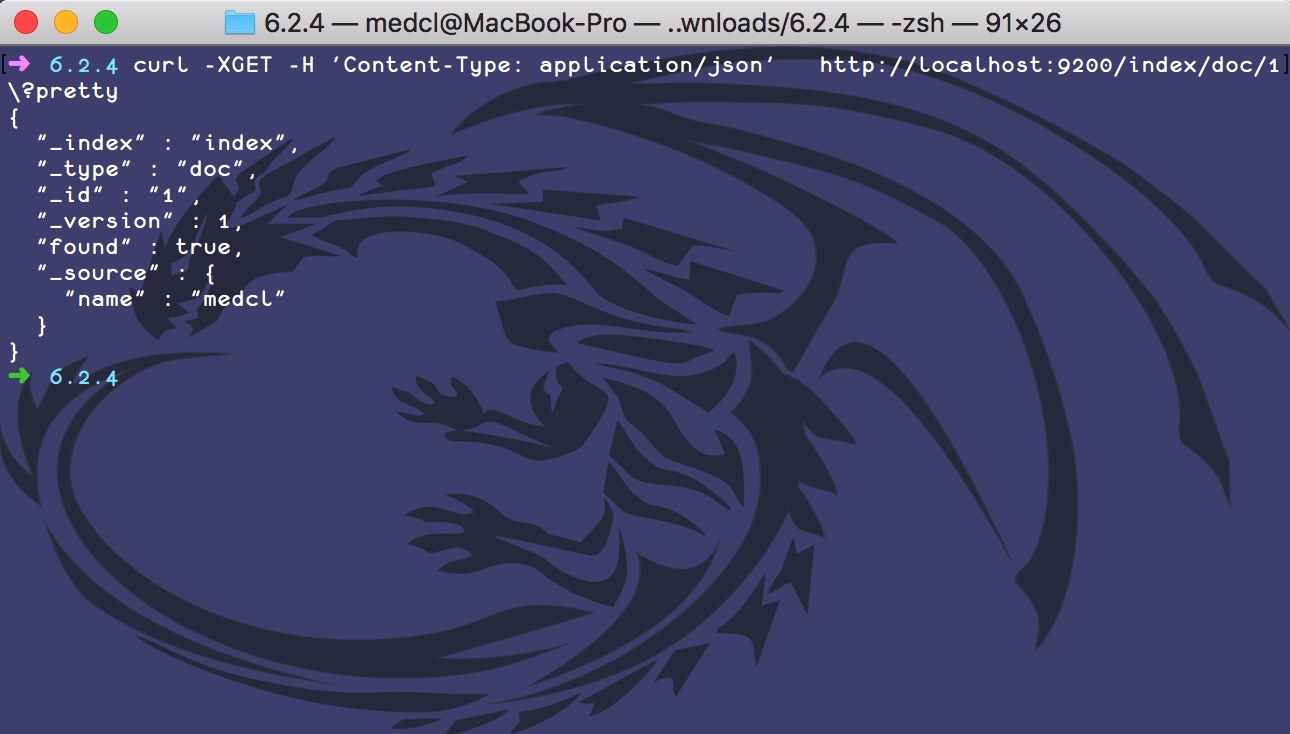 6.2.4 — medcl@MacBook-Pro — ..wnloads/6.2.4 — -zsh — 91×26
[➜ 6.2.4 curl -XGET -H 'Content-Type: application/json'   http://localhost:9200/index/doc/1]
\?pretty
{
  "_index" : "index",
  "_type" : "doc",
  "_id" : "1",
  "_version" : 1,
  "found" : true,
  "_source" : {
    "name" : "medcl"
  }
}
➜ 6.2.4